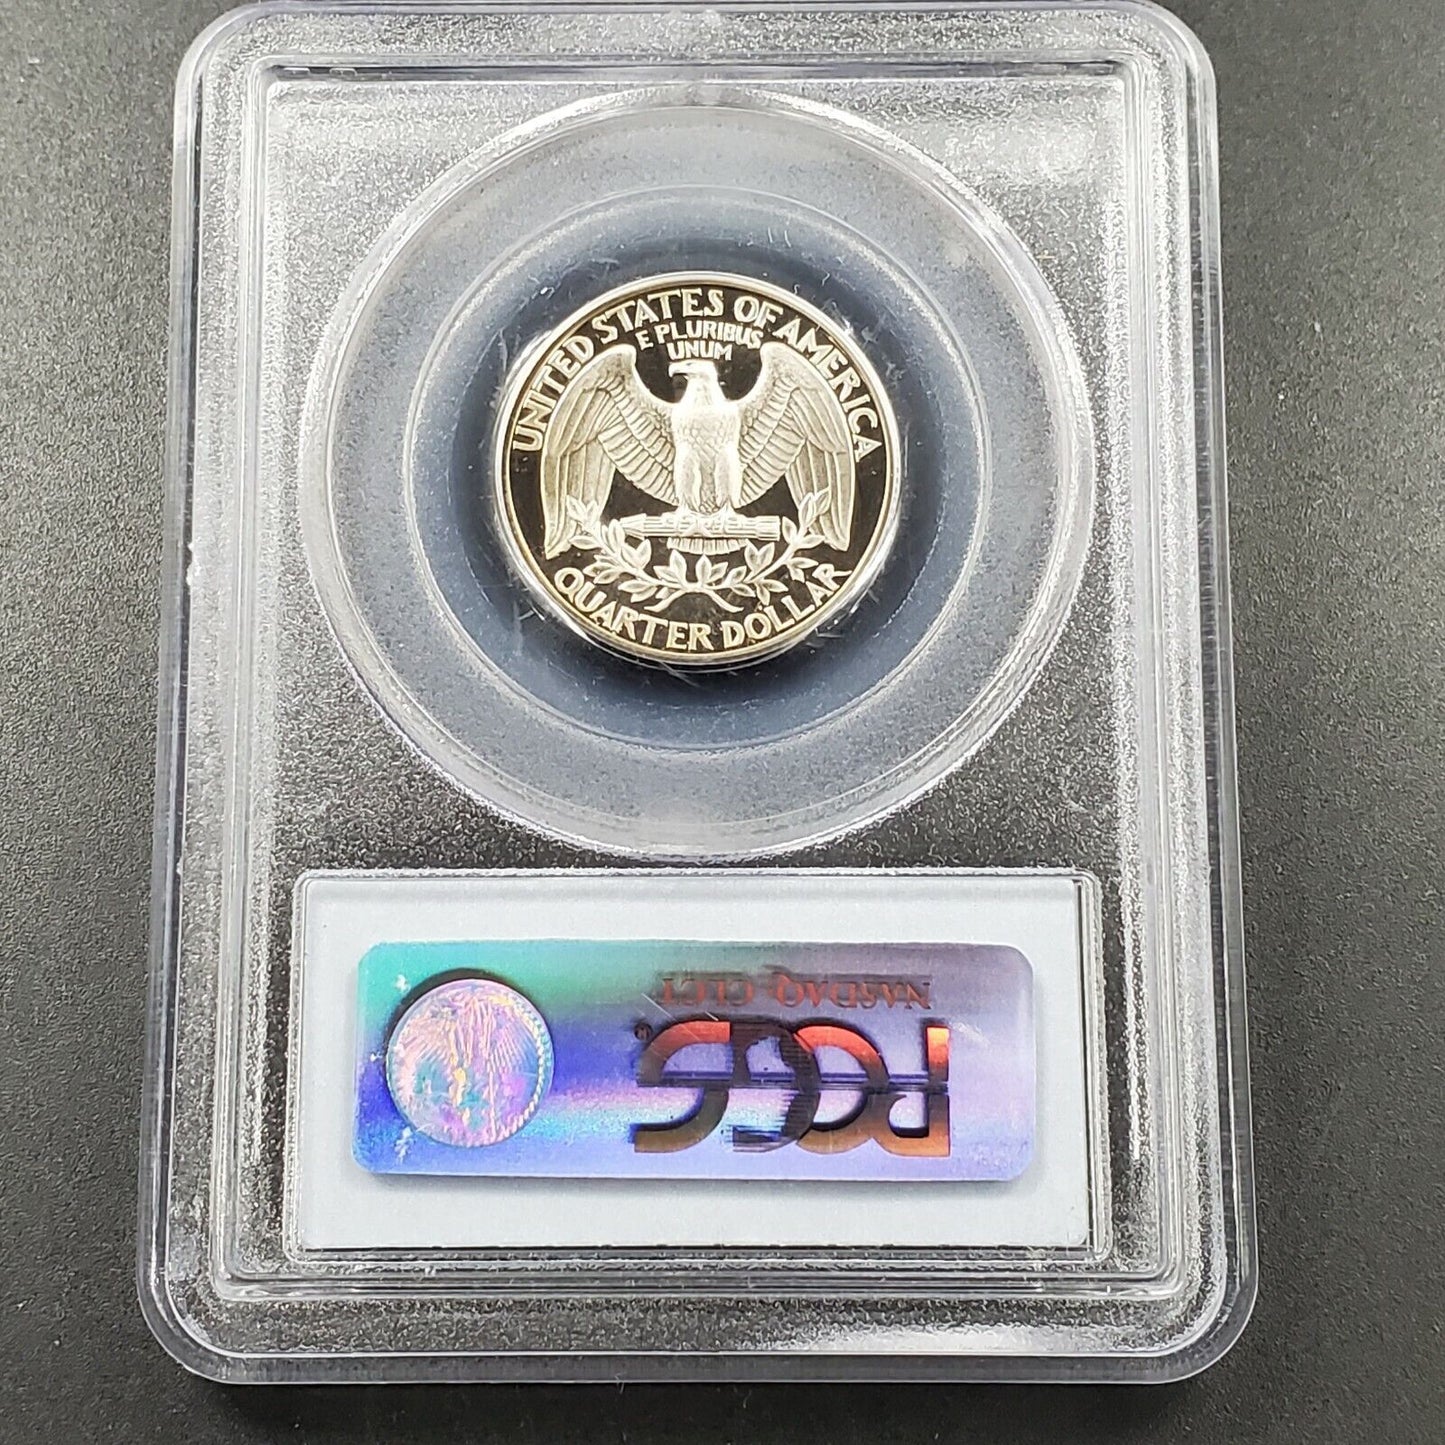 UNITED STATES OF AMERICA
E PLURIBUS
UNUM
QUARTER DOLLAR
PCGS
NASDAQ CLCT